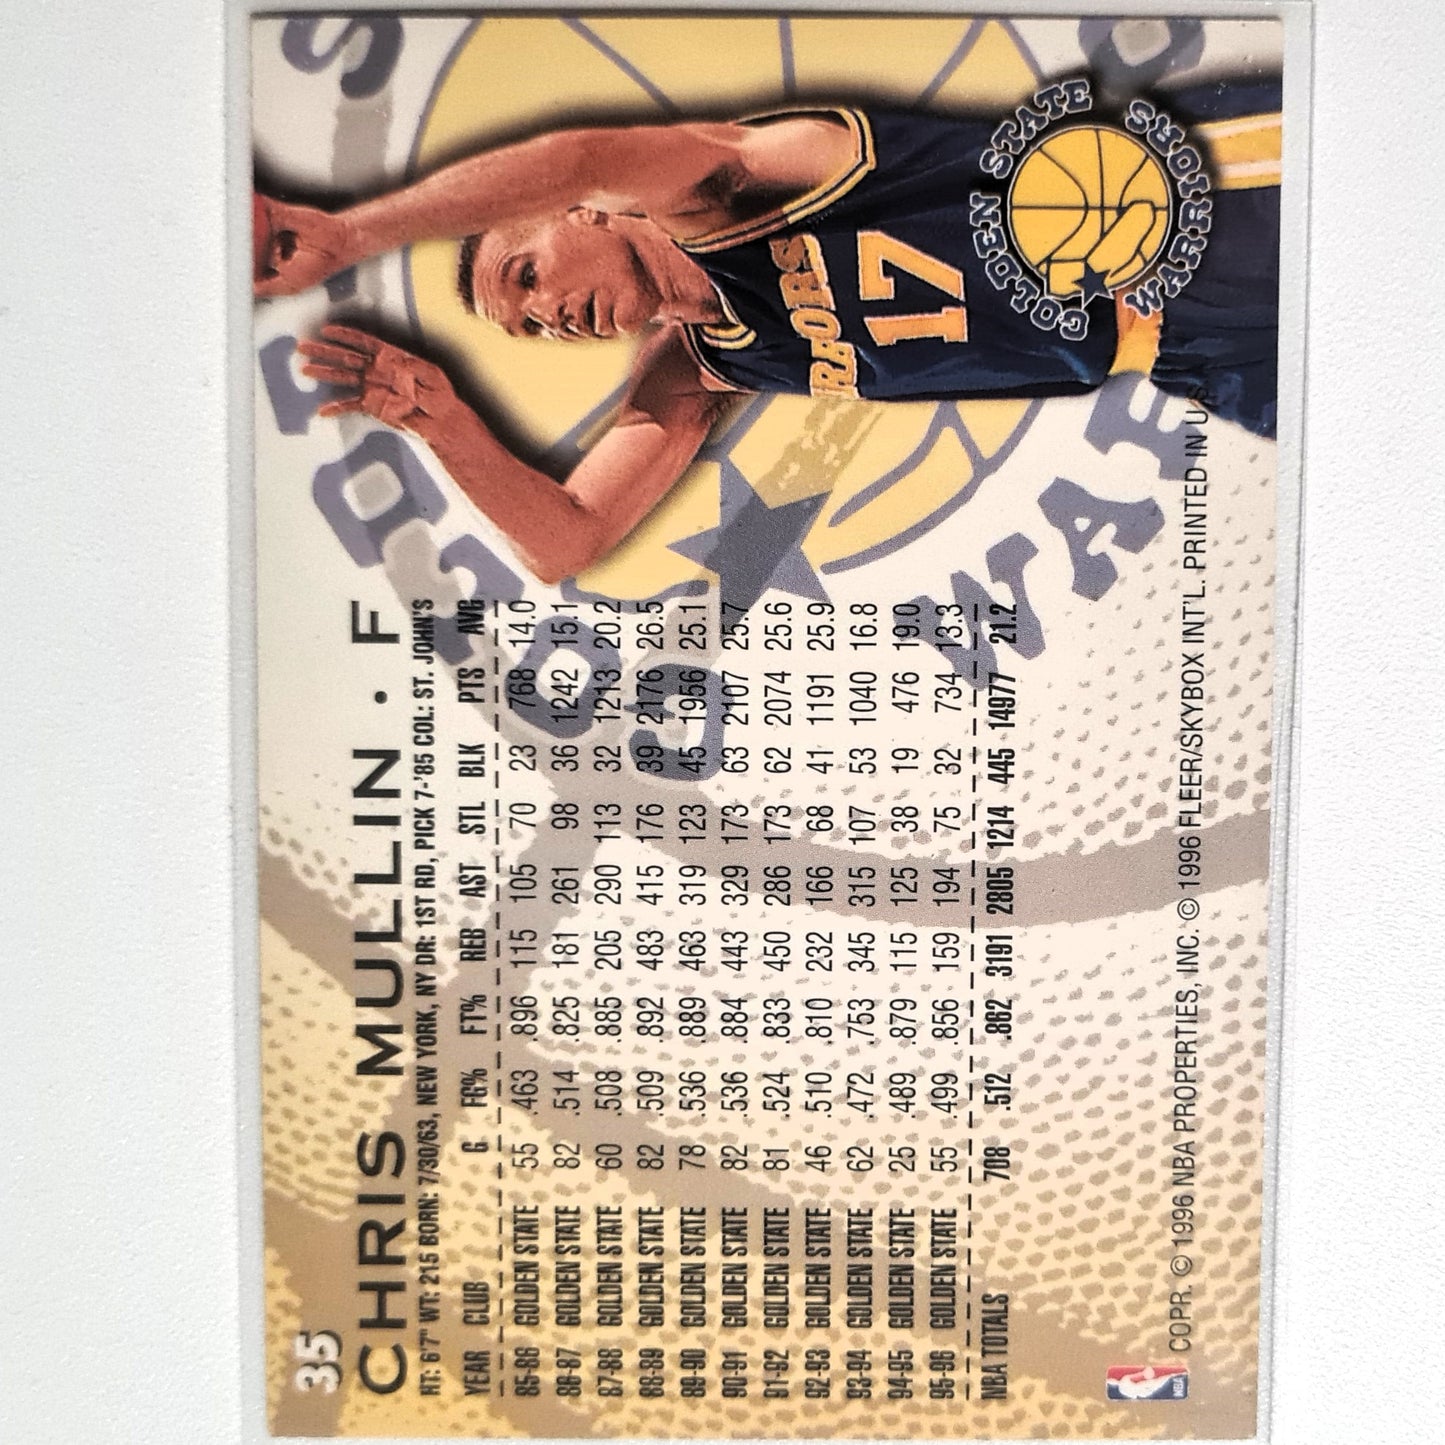 35
CHRIS MULLIN • F
HT: 6'7" WT: 215 BORN: 7/30/63, NEW YORK, NY DR: 1ST RD, PICK 7-'85 COL: ST. JOHN'S
YEAR CLUB G FG% FT% REB AST STL BLK PTS AVG
85-86 GOLDEN STATE 55 .463 .896 115 105 70 23 768 14.0
86-87 GOLDEN STATE 82 .514 .825 181 261 98 36 1242 15.1
87-88 GOLDEN STATE 60 .508 .885 205 290 113 32 1213 20.2
88-89 GOLDEN STATE 82 .509 .892 483 415 176 39 2176 26.5
89-90 GOLDEN STATE 78 .536 .889 463 319 123 45 1956 25.1
90-91 GOLDEN STATE 82 .536 .884 443 329 173 63 2107 25.7
91-92 GOLDEN STATE 81 .524 .833 450 286 173 62 2074 25.6
92-93 GOLDEN STATE 46 .510 .810 232 166 68 41 1191 25.9
93-94 GOLDEN STATE 62 .472 .753 345 315 107 53 1040 16.8
94-95 GOLDEN STATE 25 .489 .879 115 125 38 19 476 19.0
95-96 GOLDEN STATE 55 .499 .856 159 194 75 32 734 13.3
NBA TOTALS 708 .512 .862 3191 2805 1214 445 14977 21.2
NBA
COPR. © 1996 NBA PROPERTIES, INC. © 1996 FLEER/SKYBOX INT'L. PRINTED IN US
RIORS
17
GOLDEN STATE
WARRIORS